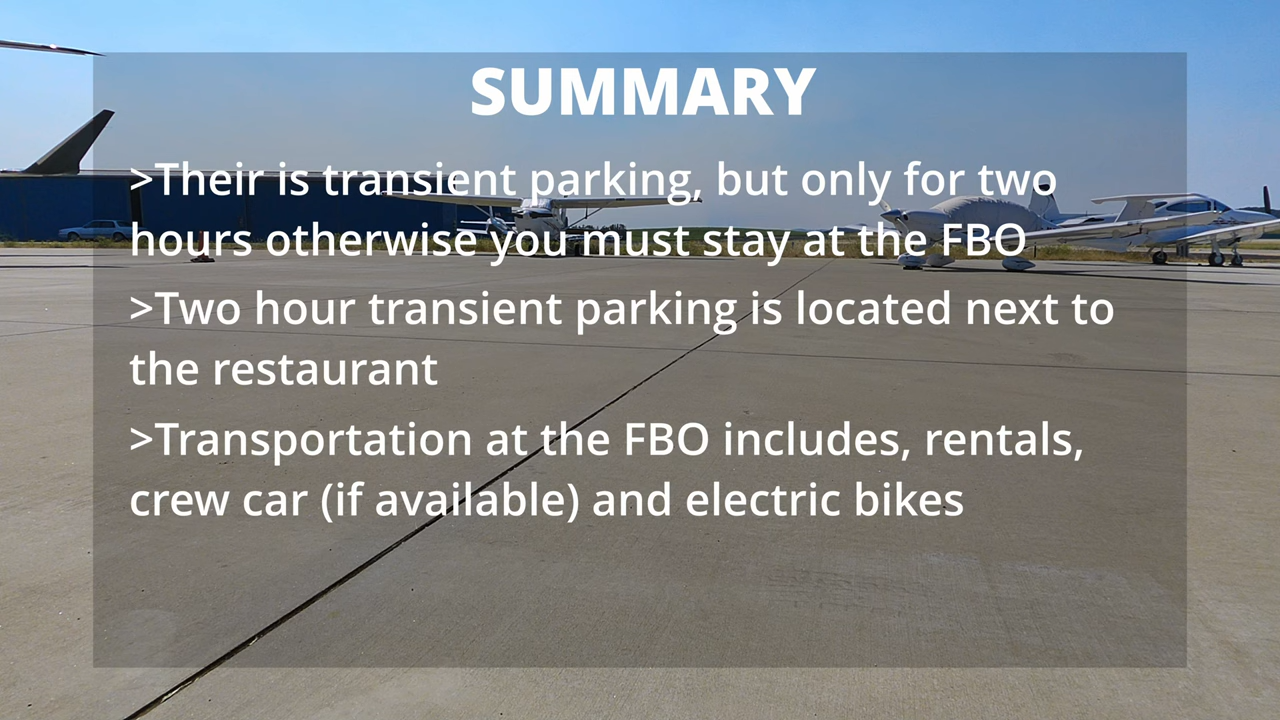 SUMMARY
>Their is transient parking, but only for two
hours otherwise you must stay at the FBO
>Two hour transient parking is located next to
the restaurant
>Transportation at the FBO includes, rentals,
crew car (if available) and electric bikes